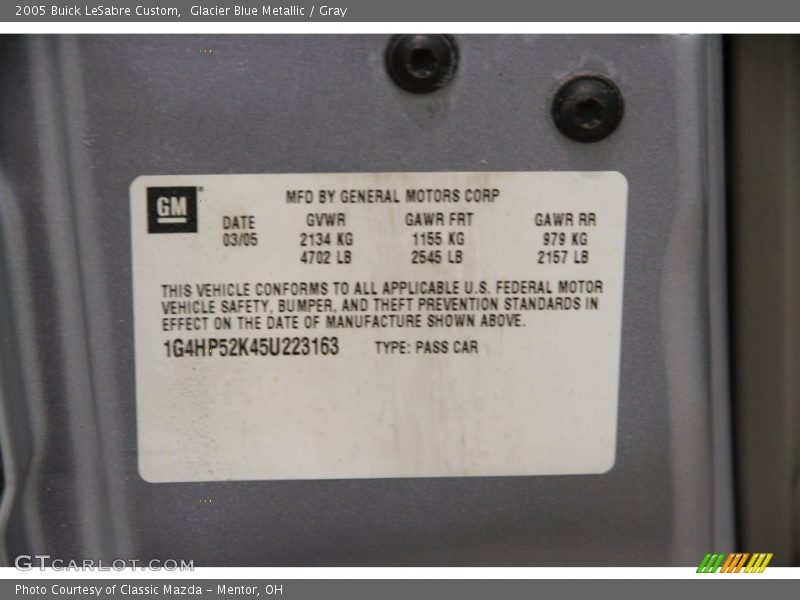 2005 Buick LeSabre Custom,  Glacier Blue Metallic / Gray
GM®
MFD BY GENERAL MOTORS CORP
DATE GVWR GAWR FRT GAWR RR
03/05 2134 KG 1155 KG 979 KG
4702 LB 2545 LB 2157 LB
THIS VEHICLE CONFORMS TO ALL APPLICABLE U.S. FEDERAL MOTOR
VEHICLE SAFETY, BUMPER, AND THEFT PREVENTION STANDARDS IN
EFFECT ON THE DATE OF MANUFACTURE SHOWN ABOVE.
1G4HP52K45U223163 TYPE: PASS CAR
GTCARLOT.COM
Photo Courtesy of Classic Mazda - Mentor, OH